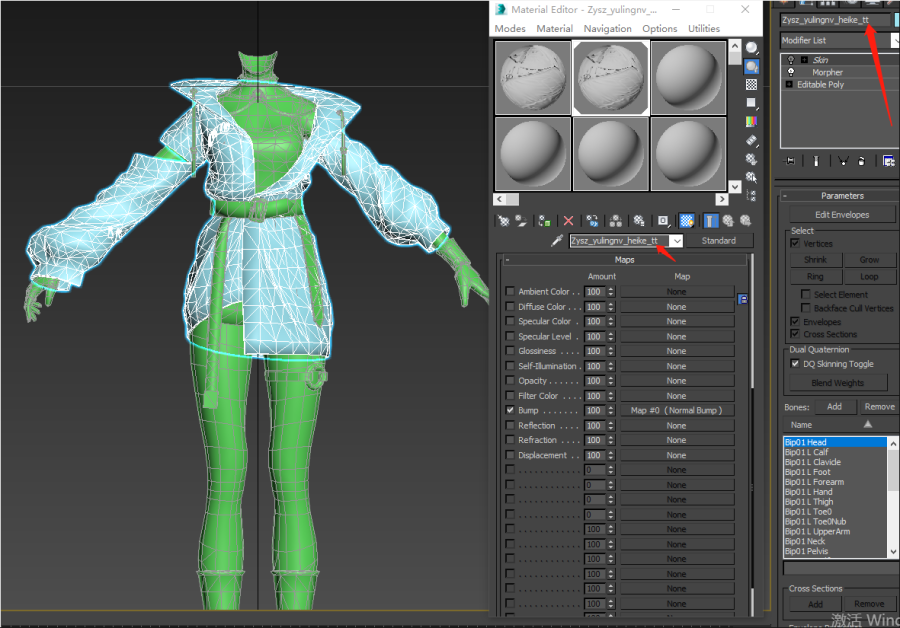 Material Editor - Zysz_yulingnv_...
Modes Material Navigation Options Utilities
Zysz_yulingnv_heike_tt Standard
Maps
Amount Map
Ambient Color . . 100 None
Diffuse Color . . . 100 None
Specular Color . 100 None
Specular Level . 100 None
Glossiness . . . . 100 None
Self-Illumination . 100 None
Opacity . . . . . . 100 None
Filter Color . . . . 100 None
Bump . . . . . . . 100 Map #0 ( Normal Bump )
Reflection . . . . 100 None
Refraction . . . . 100 None
Displacement . . 100 None
0 None
0 None
0 None
0 None
100 None
100 None
100 None
100 None
100 None
100 None
Zysz_yulingnv_heike_tt
Modifier List
Skin
Morpher
Editable Poly
Parameters
Edit Envelopes
Select
Vertices
Shrink Grow
Ring Loop
Select Element
Backface Cull Vertices
Envelopes
Cross Sections
Dual Quaternion
DQ Skinning Toggle
Blend Weights
Bones: Add Remove
Name
Bip01 Head
Bip01 L Calf
Bip01 L Clavicle
Bip01 L Foot
Bip01 L Forearm
Bip01 L Hand
Bip01 L Thigh
Bip01 L Toe0
Bip01 L Toe0Nub
Bip01 L UpperArm
Bip01 Neck
Bip01 Pelvis
Cross Sections
Add Remove
激活 Wind